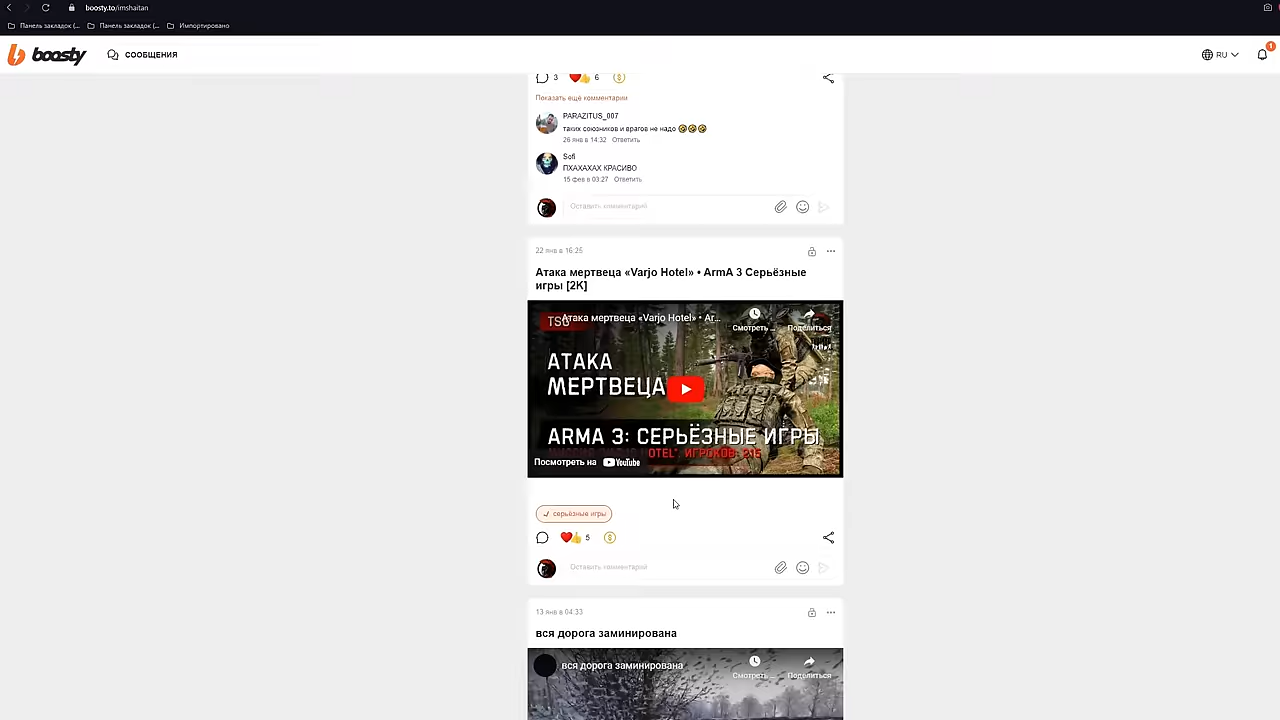 boosty.to/imshaitan
Панель закладок (... Панель закладок (... Импортировано
boosty СООБЩЕНИЯ RU 1
3 6
Показать ещё комментарии
PARAZITUS_007
таких союзников и врагов не надо
26 янв в 14:32 Ответить
Sofi
ПХАХАХАХ КРАСИВО
15 фев в 03:27 Ответить
Оставить комментарий
22 янв в 16:25
Атака мертвеца «Varjo Hotel» • ArmA 3 Серьёзные
игры [2K]
TSG Атака мертвеца «Varjo Hotel» • Ar...
Смотреть ... Поделиться
АТАКА
МЕРТВЕЦА
ARMA 3: СЕРЬЁЗНЫЕ ИГРЫ
OTEL". ИГРОКОВ: 215
Посмотреть на YouTube
серьёзные игры
5
Оставить комментарий
13 янв в 04:33
вся дорога заминирована
вся дорога заминирована
Смотреть ... Поделиться